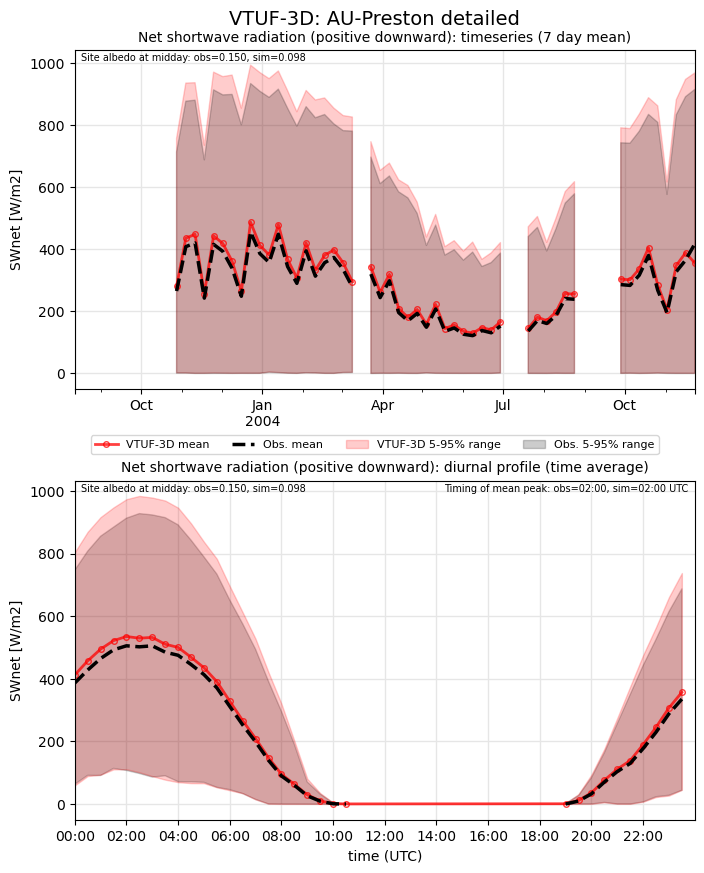 VTUF-3D: AU-Preston detailed
Net shortwave radiation (positive downward): timeseries (7 day mean)
Site albedo at midday: obs=0.150, sim=0.098
1000
800
600
400
200
0
SWnet [W/m2]
Oct Jan Apr Jul Oct
2004
VTUF-3D mean Obs. mean VTUF-3D 5-95% range Obs. 5-95% range
Net shortwave radiation (positive downward): diurnal profile (time average)
Site albedo at midday: obs=0.150, sim=0.098 Timing of mean peak: obs=02:00, sim=02:00 UTC
1000
800
600
400
200
0
SWnet [W/m2]
00:00 02:00 04:00 06:00 08:00 10:00 12:00 14:00 16:00 18:00 20:00 22:00
time (UTC)